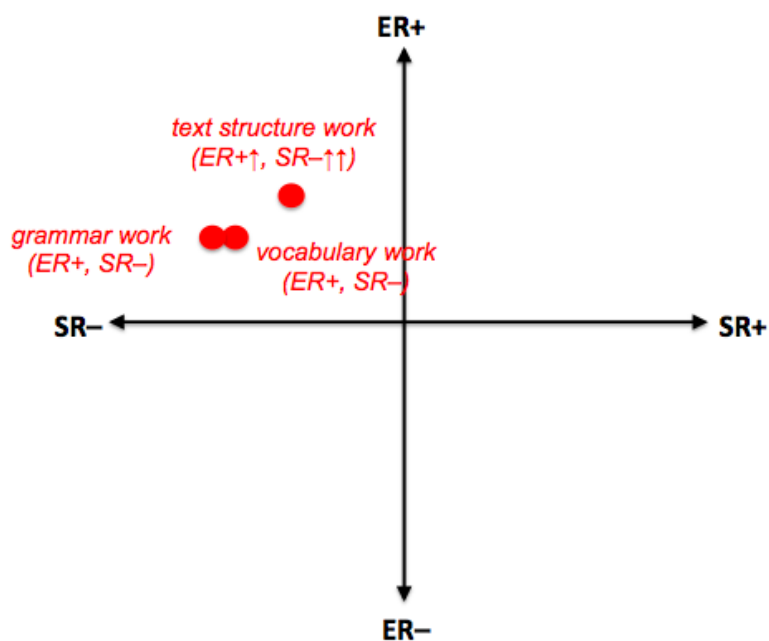 ER+
text structure work
(ER+↑, SR–↑↑)
grammar work
(ER+, SR–)
vocabulary work
(ER+, SR–)
SR–
SR+
ER–